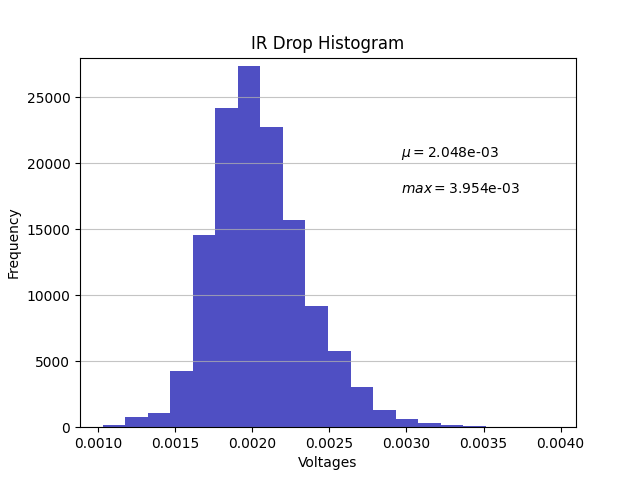 IR Drop Histogram
25000
20000
15000
10000
5000
0
Frequency
μ = 2.048e-03
max = 3.954e-03
0.0010 0.0015 0.0020 0.0025 0.0030 0.0035 0.0040
Voltages